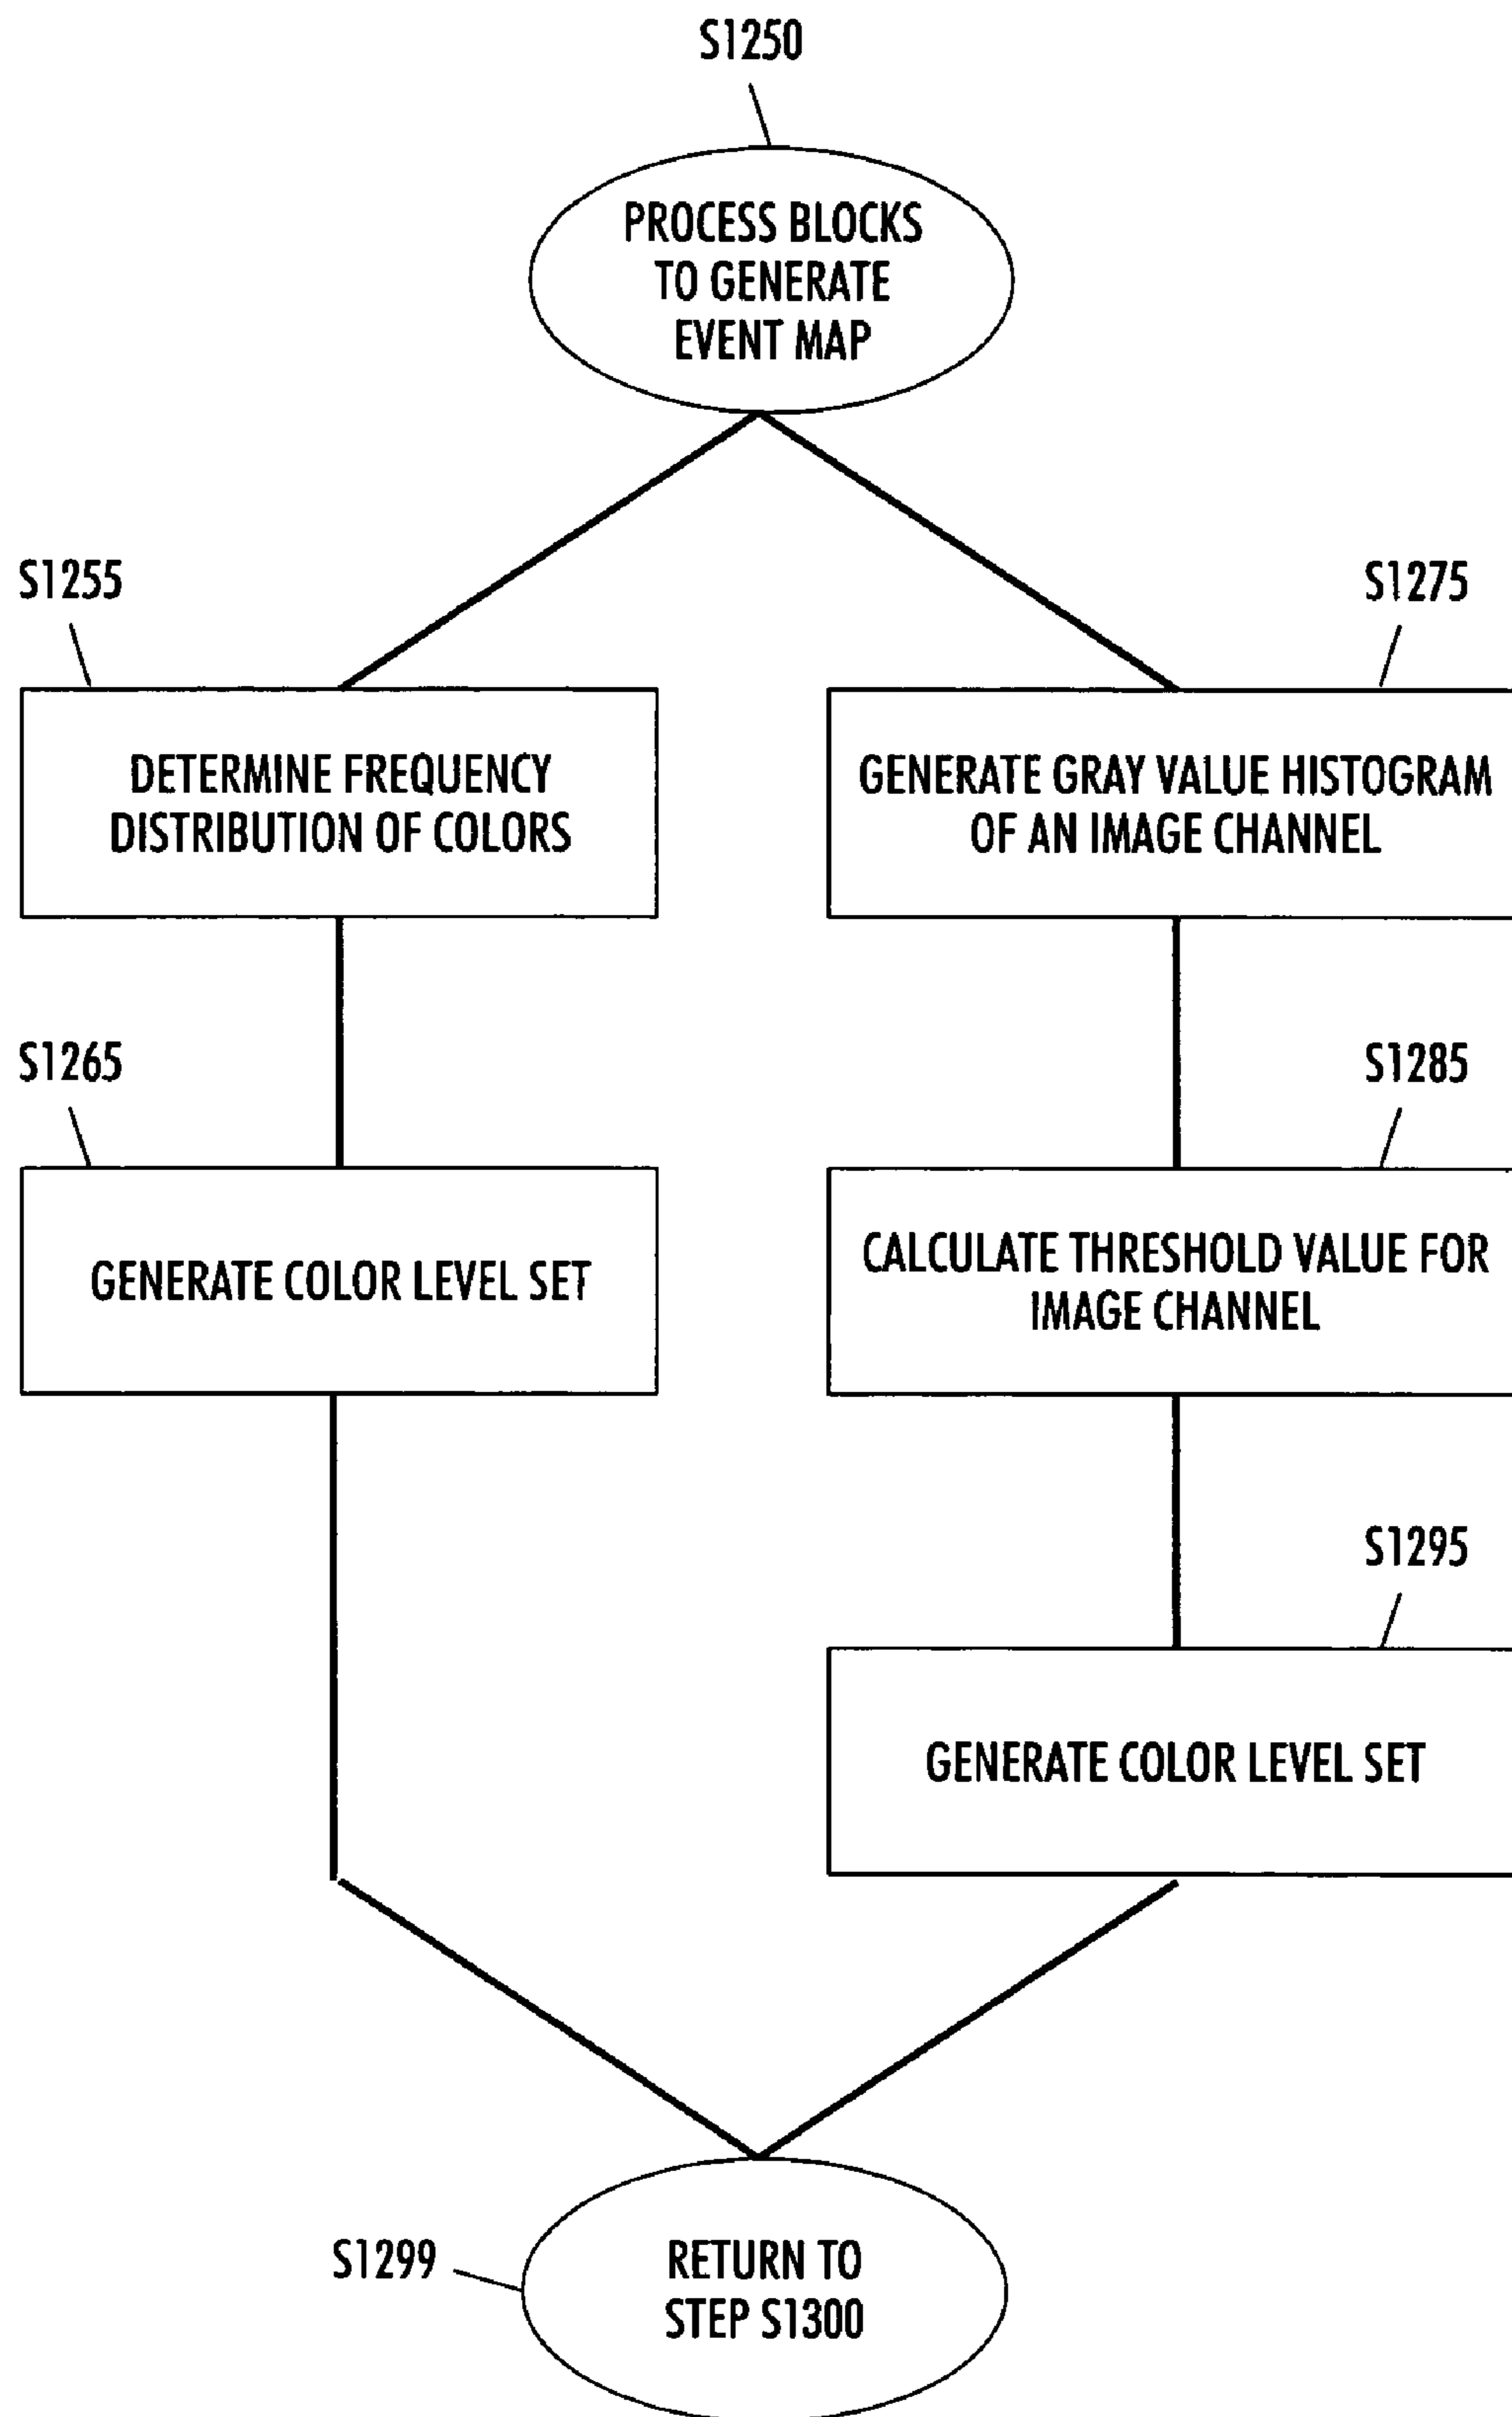 S1250
PROCESS BLOCKS
TO GENERATE
EVENT MAP
S1255
S1275
DETERMINE FREQUENCY
DISTRIBUTION OF COLORS
GENERATE GRAY VALUE HISTOGRAM
OF AN IMAGE CHANNEL
S1265
S1285
GENERATE COLOR LEVEL SET
CALCULATE THRESHOLD VALUE FOR
IMAGE CHANNEL
S1295
GENERATE COLOR LEVEL SET
S1299
RETURN TO
STEP S1300